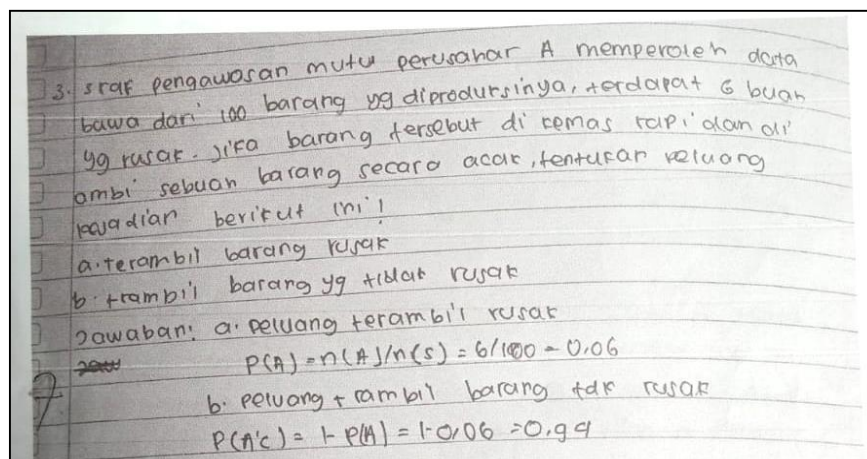 3. staf pengawasan mutu perusahar A memperoleh data
bawa dari 100 barang yg diprodursinya, terdapat 6 buah
yg rusak. Jika barang tersebut di kemas rapi dan di
ambi sebuah barang secara acak, tentukan peluang
kejadian berikut ini!
a. terambil barang rusak
b. trambil barang yg tidak rusak
Jawaban: a. peluang terambil rusak
P(A) = n(A)/n(s) = 6/100 = 0.06
b. peluang trambil barang tdk rusak
P(A'c) = 1-P(A) = 1-0,06 = 0,94